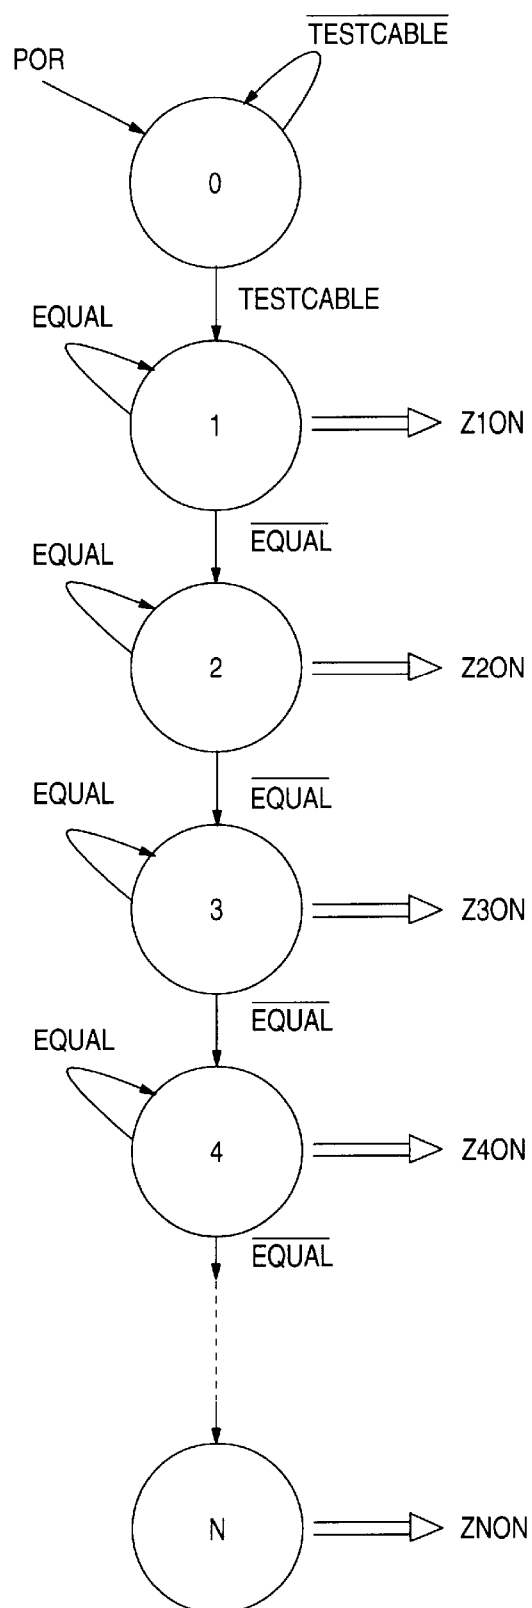 TESTCABLE
POR
0
TESTCABLE
EQUAL
1
Z1ON
EQUAL
EQUAL
2
Z2ON
EQUAL
EQUAL
3
Z3ON
EQUAL
EQUAL
4
Z4ON
EQUAL
N
ZNON